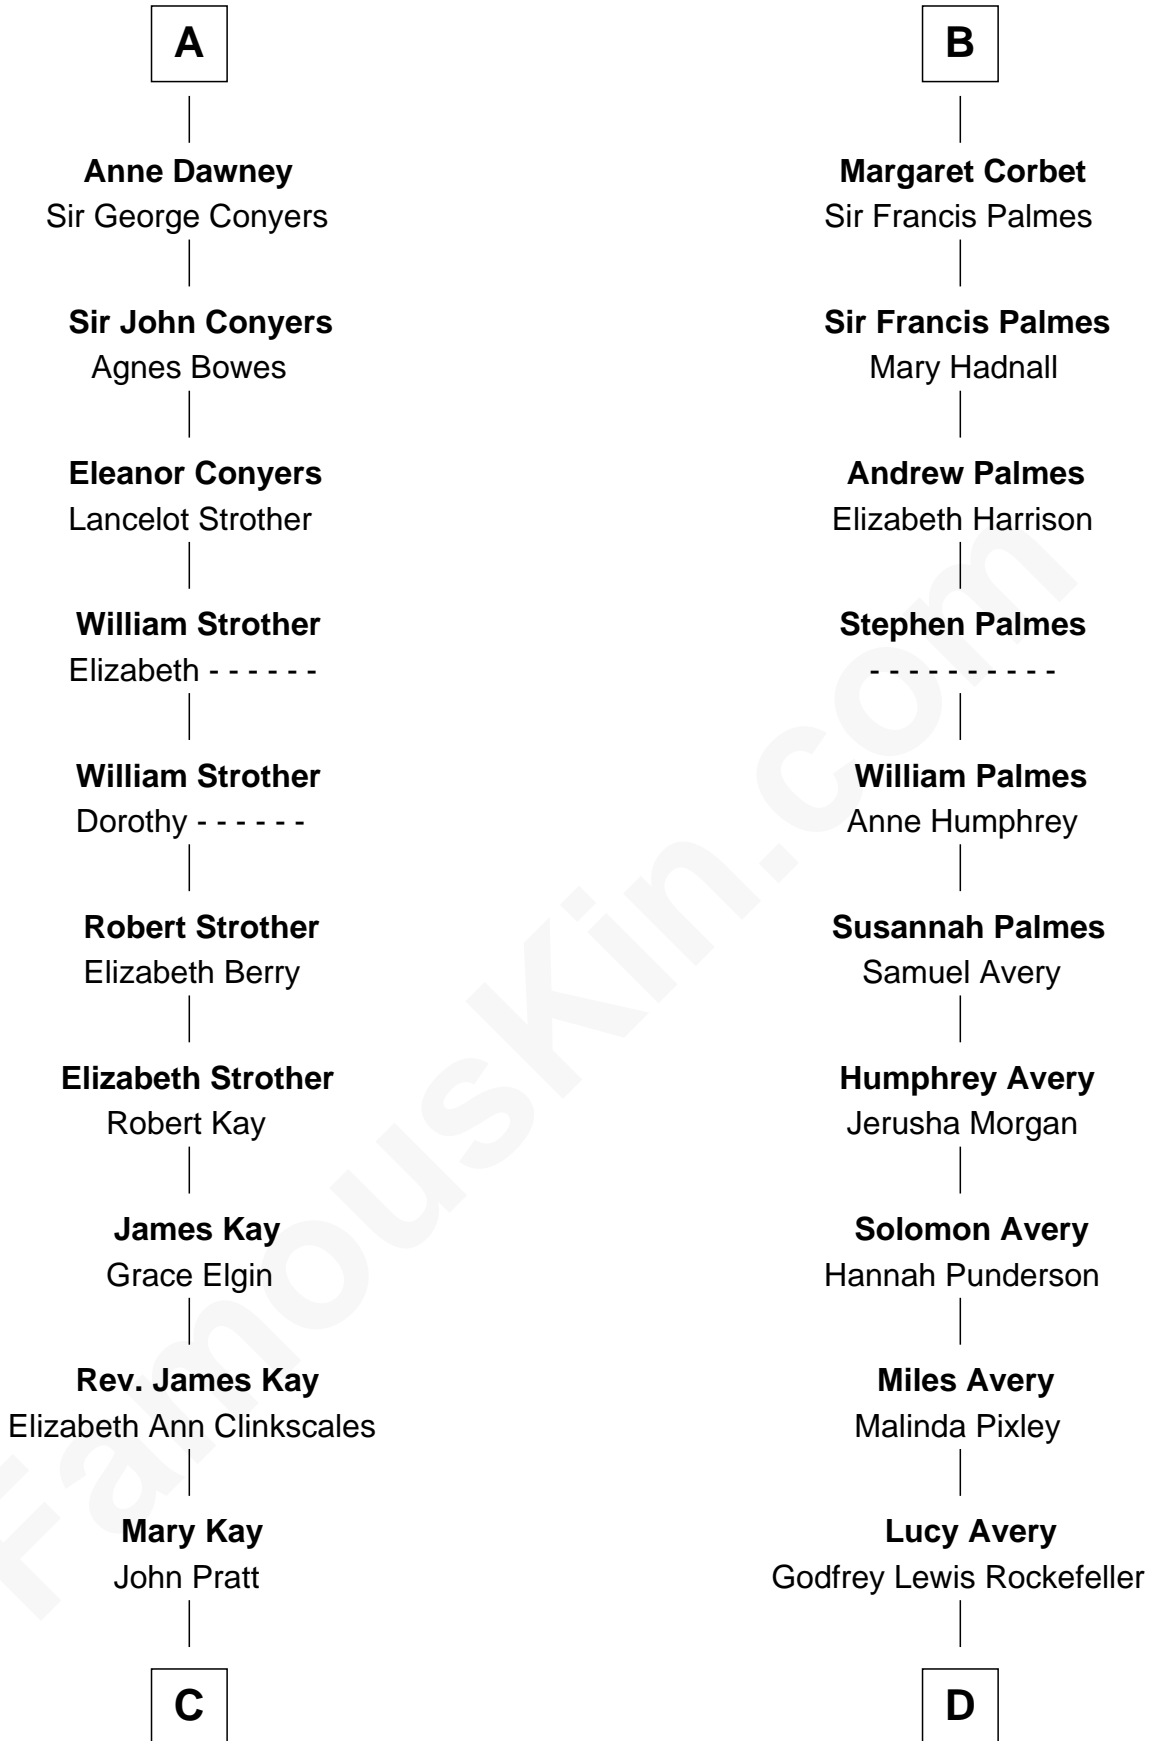 A
Anne Dawney
Sir George Conyers
Sir John Conyers
Agnes Bowes
Eleanor Conyers
Lancelot Strother
William Strother
Elizabeth - - - - - -
William Strother
Dorothy - - - - - -
Robert Strother
Elizabeth Berry
Elizabeth Strother
Robert Kay
James Kay
Grace Elgin
Rev. James Kay
Elizabeth Ann Clinkscales
Mary Kay
John Pratt
C
B
Margaret Corbet
Sir Francis Palmes
Sir Francis Palmes
Mary Hadnall
Andrew Palmes
Elizabeth Harrison
Stephen Palmes
- - - - - - - - - -
William Palmes
Anne Humphrey
Susannah Palmes
Samuel Avery
Humphrey Avery
Jerusha Morgan
Solomon Avery
Hannah Punderson
Miles Avery
Malinda Pixley
Lucy Avery
Godfrey Lewis Rockefeller
D
FamousKin.com